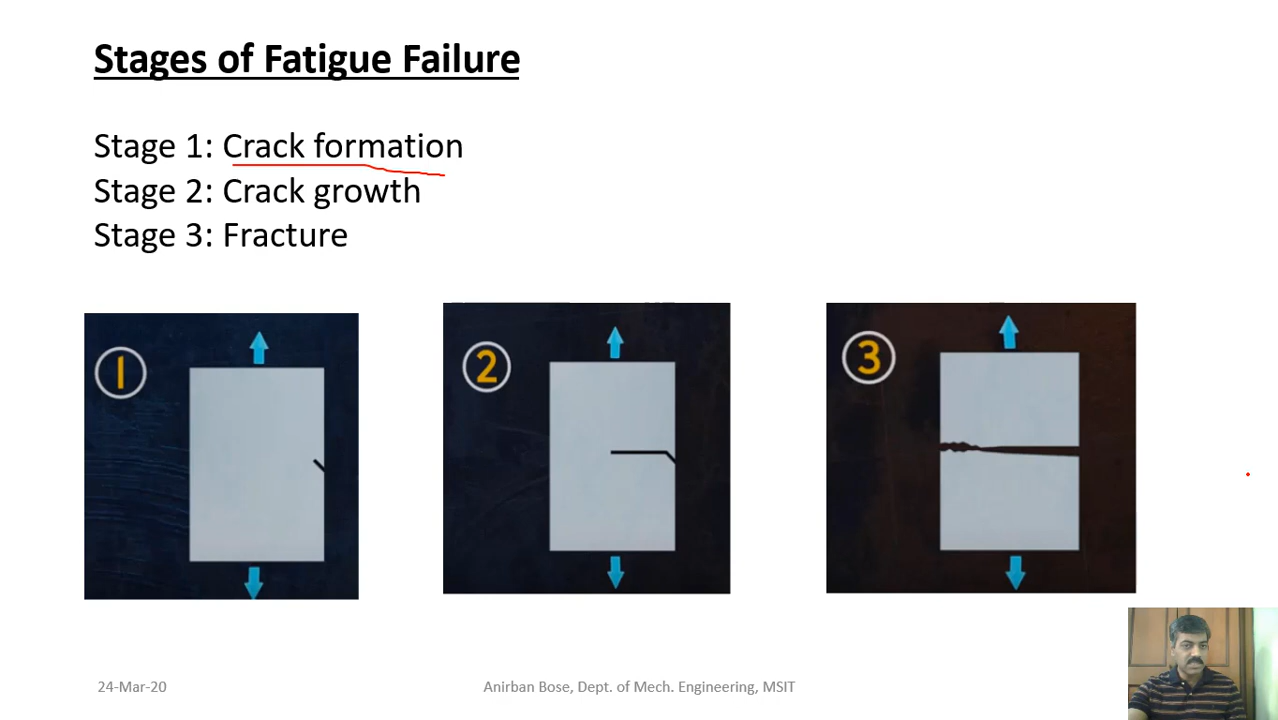 Stages of Fatigue Failure
Stage 1: Crack formation
Stage 2: Crack growth
Stage 3: Fracture
1
2
3
24-Mar-20
Anirban Bose, Dept. of Mech. Engineering, MSIT